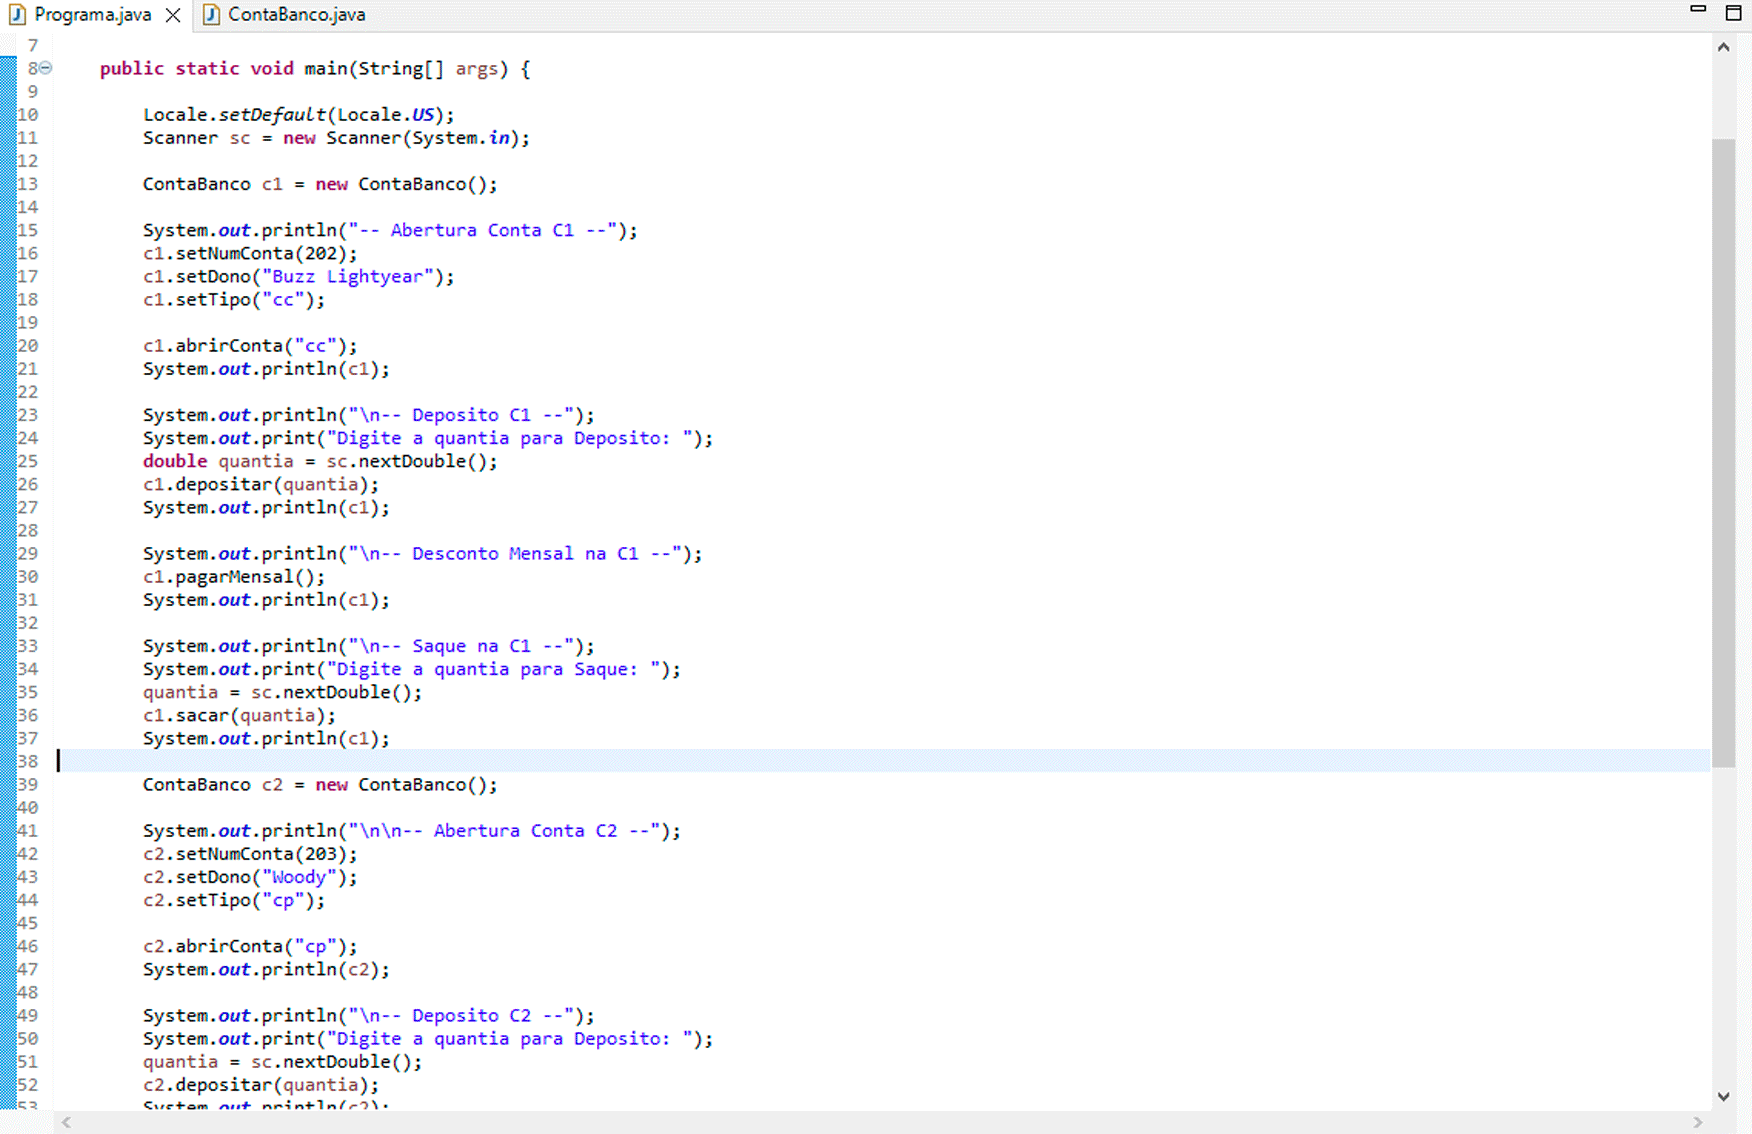 Programa.java ContaBanco.java
7
8 public static void main(String[] args) {
9
10 Locale.setDefault(Locale.US);
11 Scanner sc = new Scanner(System.in);
12
13 ContaBanco c1 = new ContaBanco();
14
15 System.out.println("-- Abertura Conta C1 --");
16 c1.setNumConta(202);
17 c1.setDono("Buzz Lightyear");
18 c1.setTipo("cc");
19
20 c1.abrirConta("cc");
21 System.out.println(c1);
22
23 System.out.println("\n-- Deposito C1 --");
24 System.out.print("Digite a quantia para Deposito: ");
25 double quantia = sc.nextDouble();
26 c1.depositar(quantia);
27 System.out.println(c1);
28
29 System.out.println("\n-- Desconto Mensal na C1 --");
30 c1.pagarMensal();
31 System.out.println(c1);
32
33 System.out.println("\n-- Saque na C1 --");
34 System.out.print("Digite a quantia para Saque: ");
35 quantia = sc.nextDouble();
36 c1.sacar(quantia);
37 System.out.println(c1);
38
39 ContaBanco c2 = new ContaBanco();
40
41 System.out.println("\n\n-- Abertura Conta C2 --");
42 c2.setNumConta(203);
43 c2.setDono("Woody");
44 c2.setTipo("cp");
45
46 c2.abrirConta("cp");
47 System.out.println(c2);
48
49 System.out.println("\n-- Deposito C2 --");
50 System.out.print("Digite a quantia para Deposito: ");
51 quantia = sc.nextDouble();
52 c2.depositar(quantia);
53 System.out.println(c2);